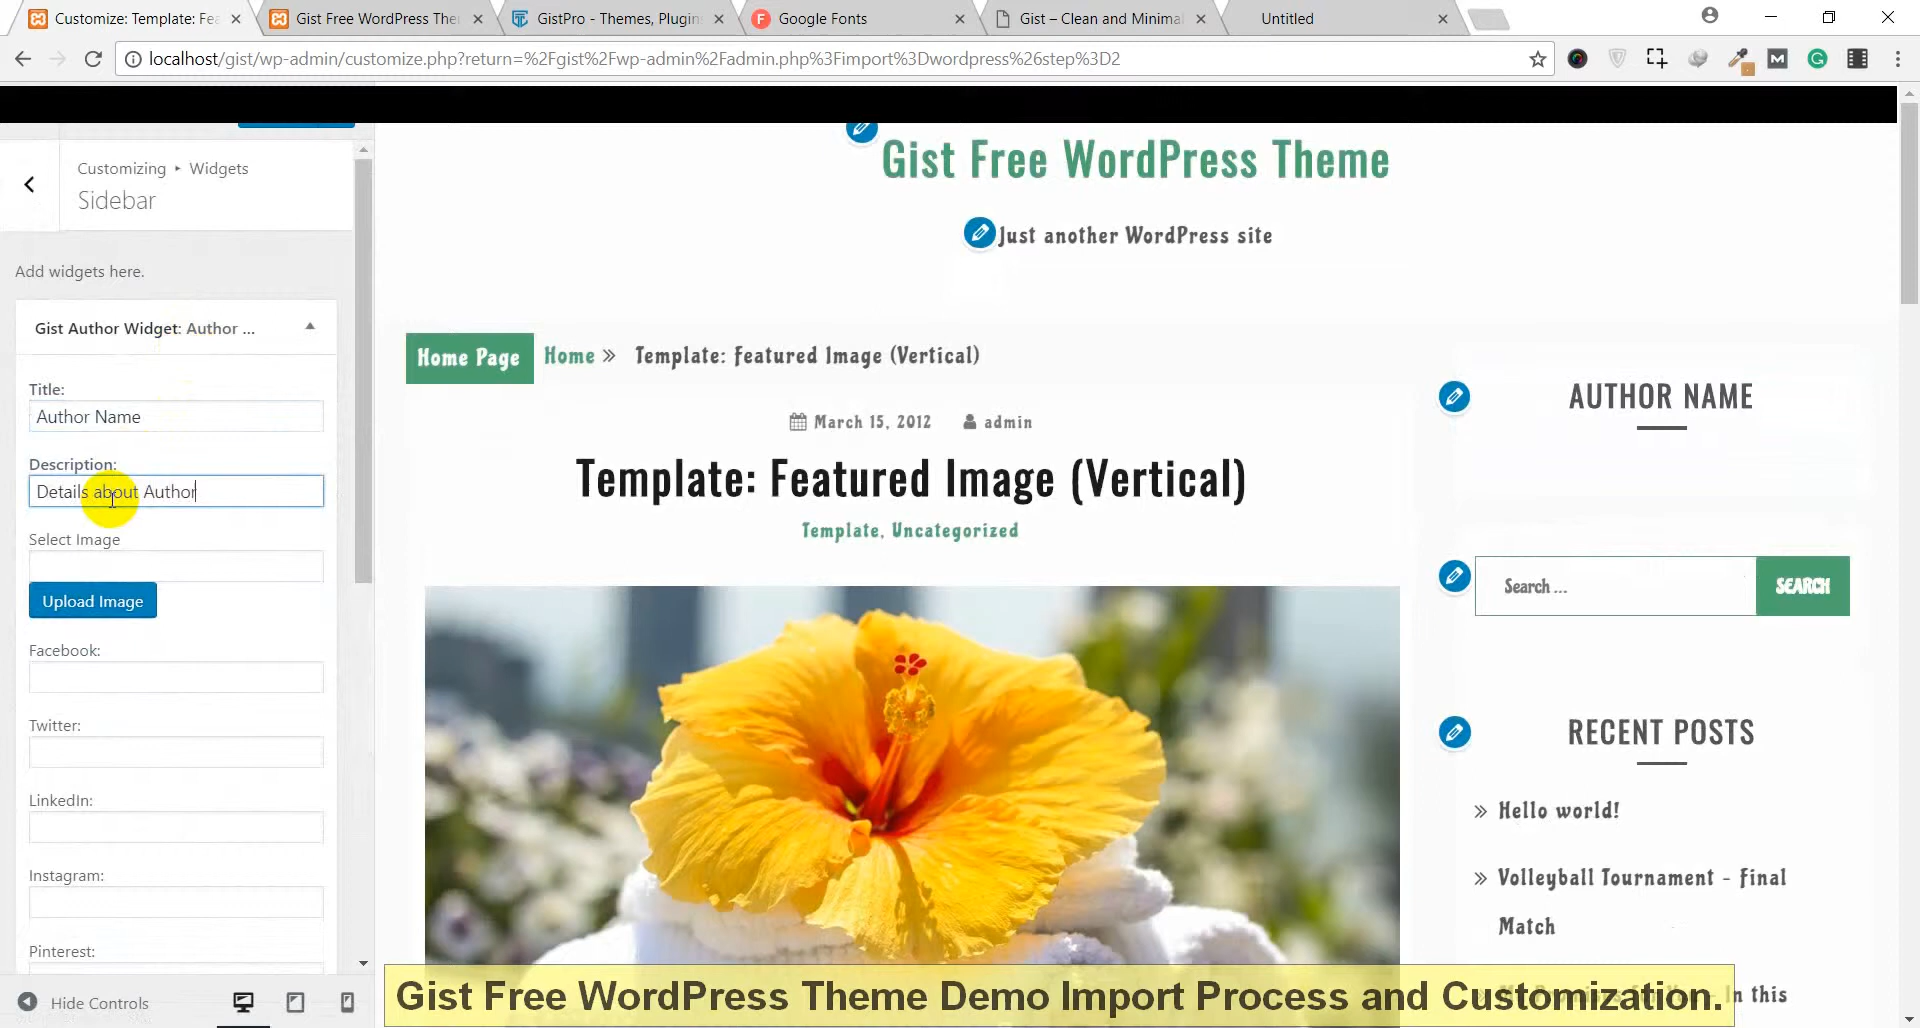 Customize: Template: Fea
Gist Free WordPress The
GistPro - Themes, Plugin
Google Fonts
Gist – Clean and Minimal
Untitled
localhost/gist/wp-admin/customize.php?return=%2Fgist%2Fwp-admin%2Fadmin.php%3Fimport%3Dwordpress%26step%3D2
Customizing ▸ Widgets
Sidebar
Add widgets here.
Gist Author Widget: Author ...
Title:
Author Name
Description:
Details about Author
Select Image
Upload Image
Facebook:
Twitter:
LinkedIn:
Instagram:
Pinterest:
Hide Controls
Gist Free WordPress Theme
Just another WordPress site
Home Page Home » Template: Featured Image (Vertical)
March 15, 2012 admin
Template: Featured Image (Vertical)
Template, Uncategorized
AUTHOR NAME
Search ...
SEARCH
RECENT POSTS
» Hello world!
» Volleyball Tournament – Final
Match
In this
Gist Free WordPress Theme Demo Import Process and Customization.